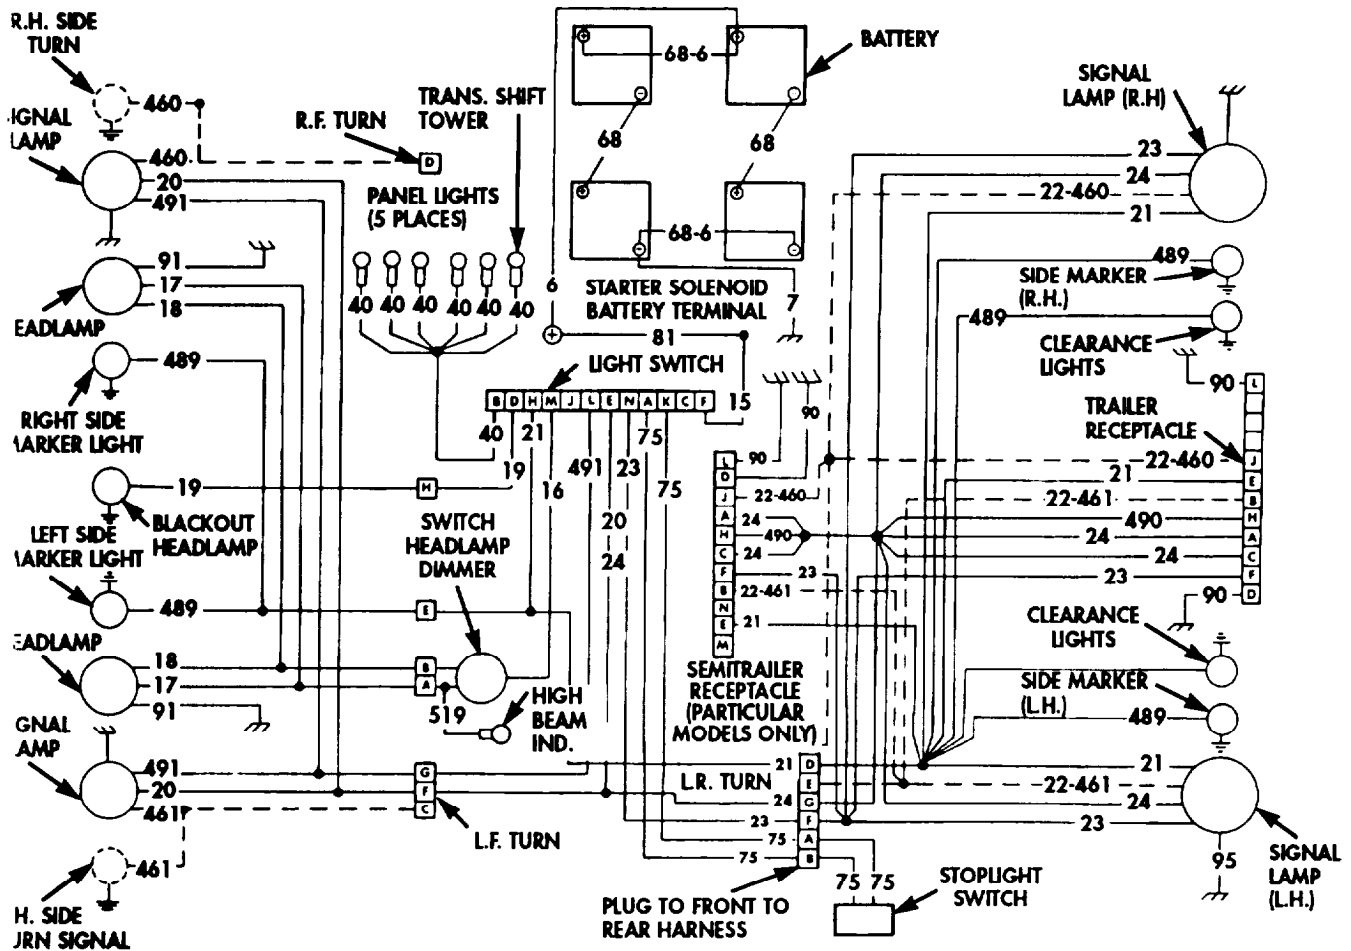 R.H. SIDE
TURN
460
IGNAL
LAMP
460
20
491
91
17
18
EADLAMP
489
RIGHT SIDE
MARKER LIGHT
19
BLACKOUT
HEADLAMP
LEFT SIDE
MARKER LIGHT
489
EADLAMP
18
17
91
GNAL
AMP
491
20
461
461
H. SIDE
URN SIGNAL
R.F. TURN
D
TRANS. SHIFT
TOWER
PANEL LIGHTS
(5 PLACES)
40 40 40 40 40 40
BATTERY
68-6
68
68
68-6
7
6
STARTER SOLENOID
BATTERY TERMINAL
81
LIGHT SWITCH
B D H M J L E N A K C F
15
40
21
75
19
16
491
23
75
20
24
H
SWITCH
HEADLAMP
DIMMER
E
B
A
519
HIGH
BEAM
IND.
G
F
C
L.F. TURN
90
L
90
D
J
22-460
A
24
H
490
C
24
F
23
B
22-461
N
E
21
M
SEMITRAILER
RECEPTACLE
(PARTICULAR
MODELS ONLY)
21
D
L.R. TURN
E
24
G
23
F
75
A
75
B
75 75
PLUG TO FRONT TO
REAR HARNESS
STOPLIGHT
SWITCH
SIGNAL
LAMP (R.H)
23
24
22-460
21
489
SIDE MARKER
(R.H.)
489
CLEARANCE
LIGHTS
90
L
TRAILER
RECEPTACLE
22-460
J
21
E
22-461
B
490
H
24
A
24
C
23
F
90
D
CLEARANCE
LIGHTS
SIDE MARKER
(L.H.)
489
21
22-461
24
23
95
SIGNAL
LAMP
(L.H.)